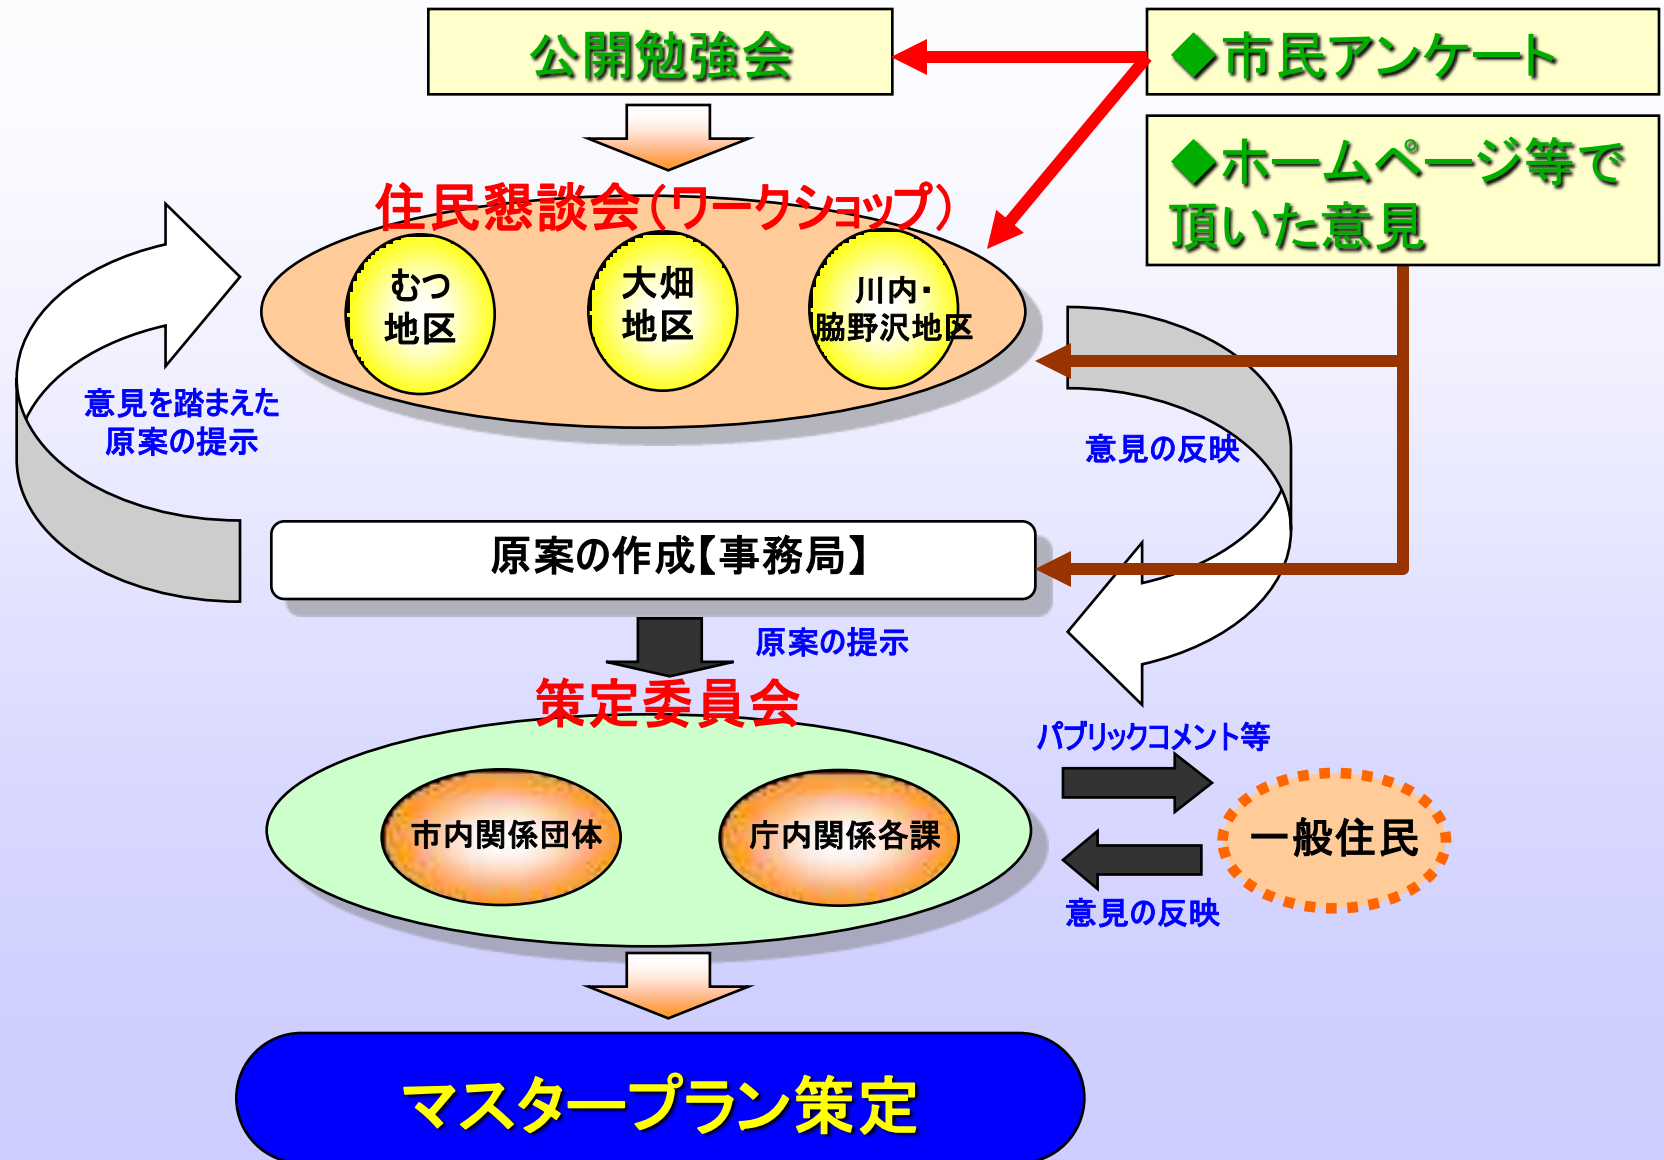 公開勉強会
◆市民アンケート
◆ホームページ等で
頂いた意見
住民懇談会（ワークショップ）
むつ
地区
大畑
地区
川内・
脇野沢地区
意見を踏まえた
原案の提示
意見の反映
原案の作成【事務局】
原案の提示
策定委員会
パブリックコメント等
市内関係団体
庁内関係各課
一般住民
意見の反映
マスタープラン策定